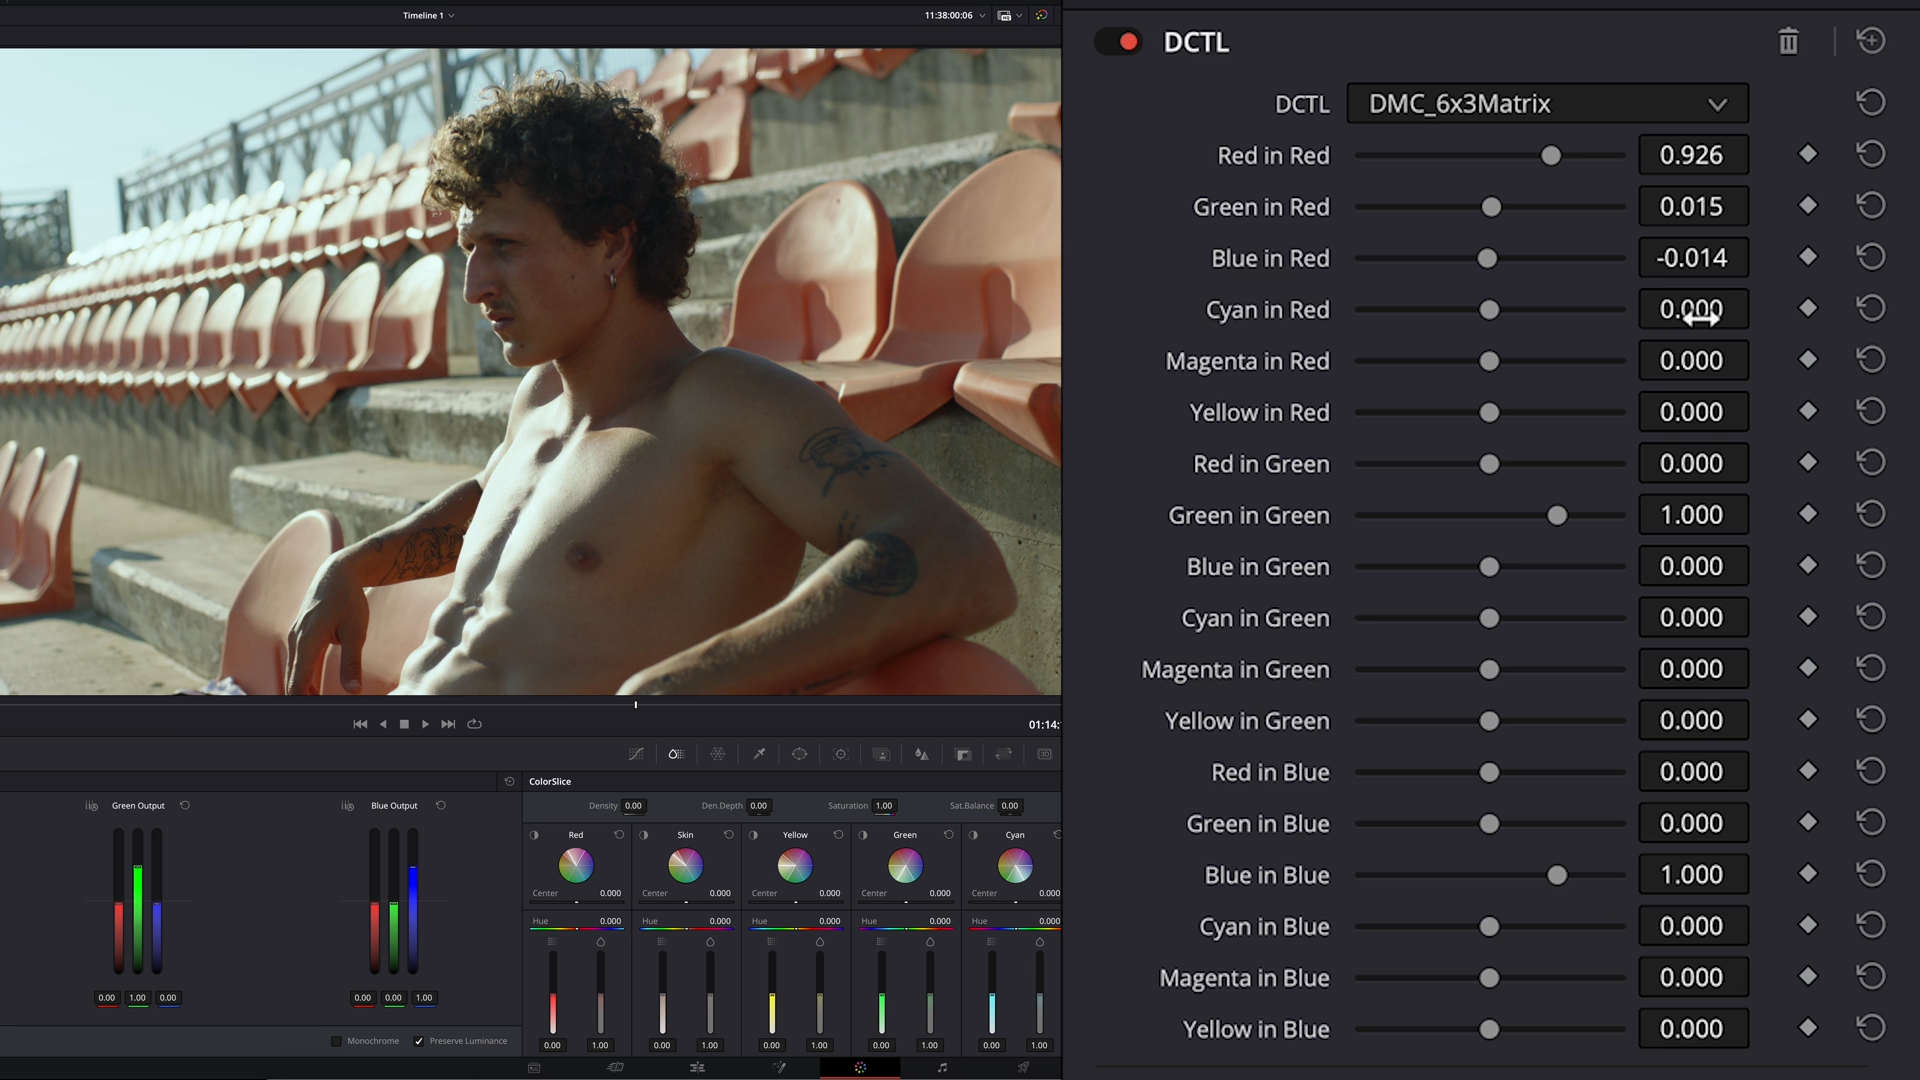 Timeline 1
11:38:00:06
01:14:
Green Output
Blue Output
0.00 1.00 0.00
0.00 0.00 1.00
Monochrome
Preserve Luminance
ColorSlice
Density 0.00 Den.Depth 0.00 Saturation 1.00 Sat.Balance 0.00
Red Skin Yellow Green Cyan
Center 0.000 Center 0.000 Center 0.000 Center 0.000 Center 0.000
Hue 0.000 Hue 0.000 Hue 0.000 Hue 0.000 Hue 0.000
0.00 1.00 0.00 1.00 0.00 1.00 0.00 1.00 0.00 1.00
DCTL
DCTL DMC_6x3Matrix
Red in Red 0.926
Green in Red 0.015
Blue in Red -0.014
Cyan in Red 0.000
Magenta in Red 0.000
Yellow in Red 0.000
Red in Green 0.000
Green in Green 1.000
Blue in Green 0.000
Cyan in Green 0.000
Magenta in Green 0.000
Yellow in Green 0.000
Red in Blue 0.000
Green in Blue 0.000
Blue in Blue 1.000
Cyan in Blue 0.000
Magenta in Blue 0.000
Yellow in Blue 0.000